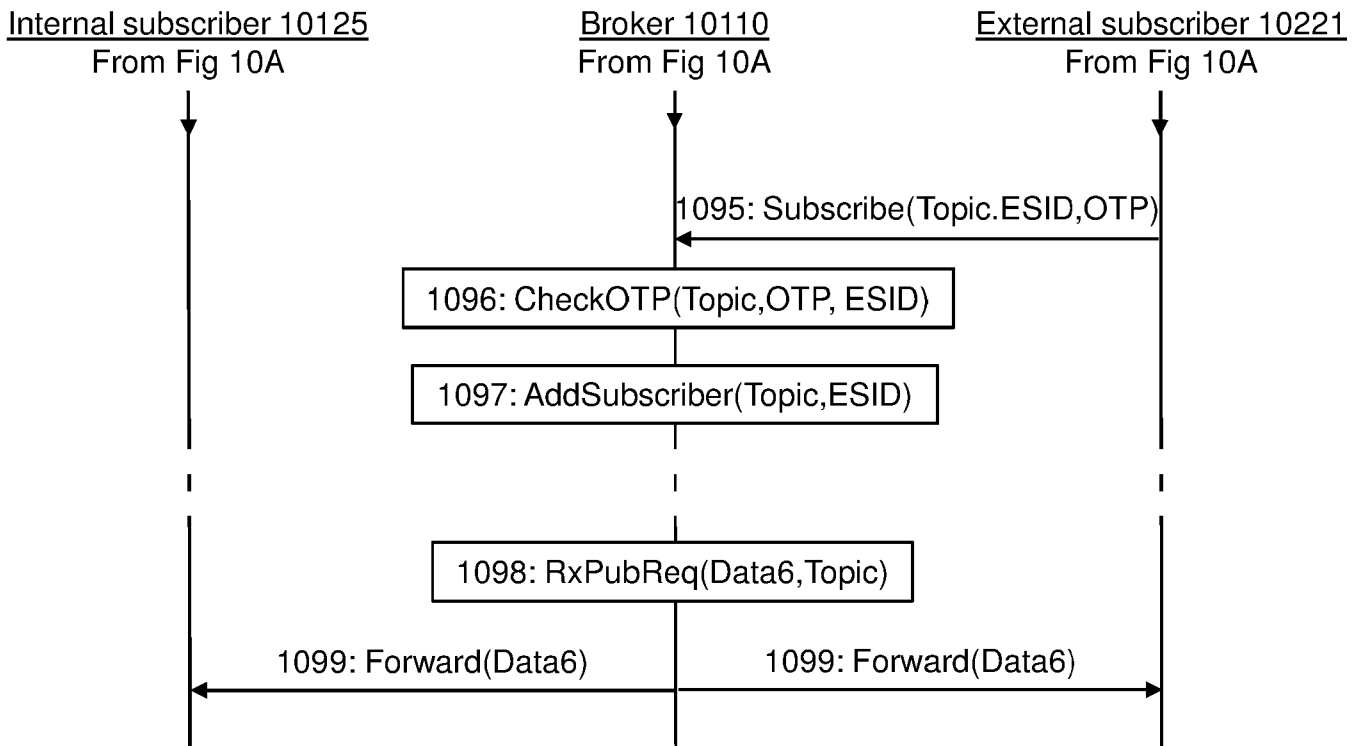 Internal subscriber 10125
From Fig 10A
Broker 10110
From Fig 10A
External subscriber 10221
From Fig 10A
1095: Subscribe(Topic.ESID,OTP)
1096: CheckOTP(Topic,OTP, ESID)
1097: AddSubscriber(Topic,ESID)
1098: RxPubReq(Data6,Topic)
1099: Forward(Data6)
1099: Forward(Data6)